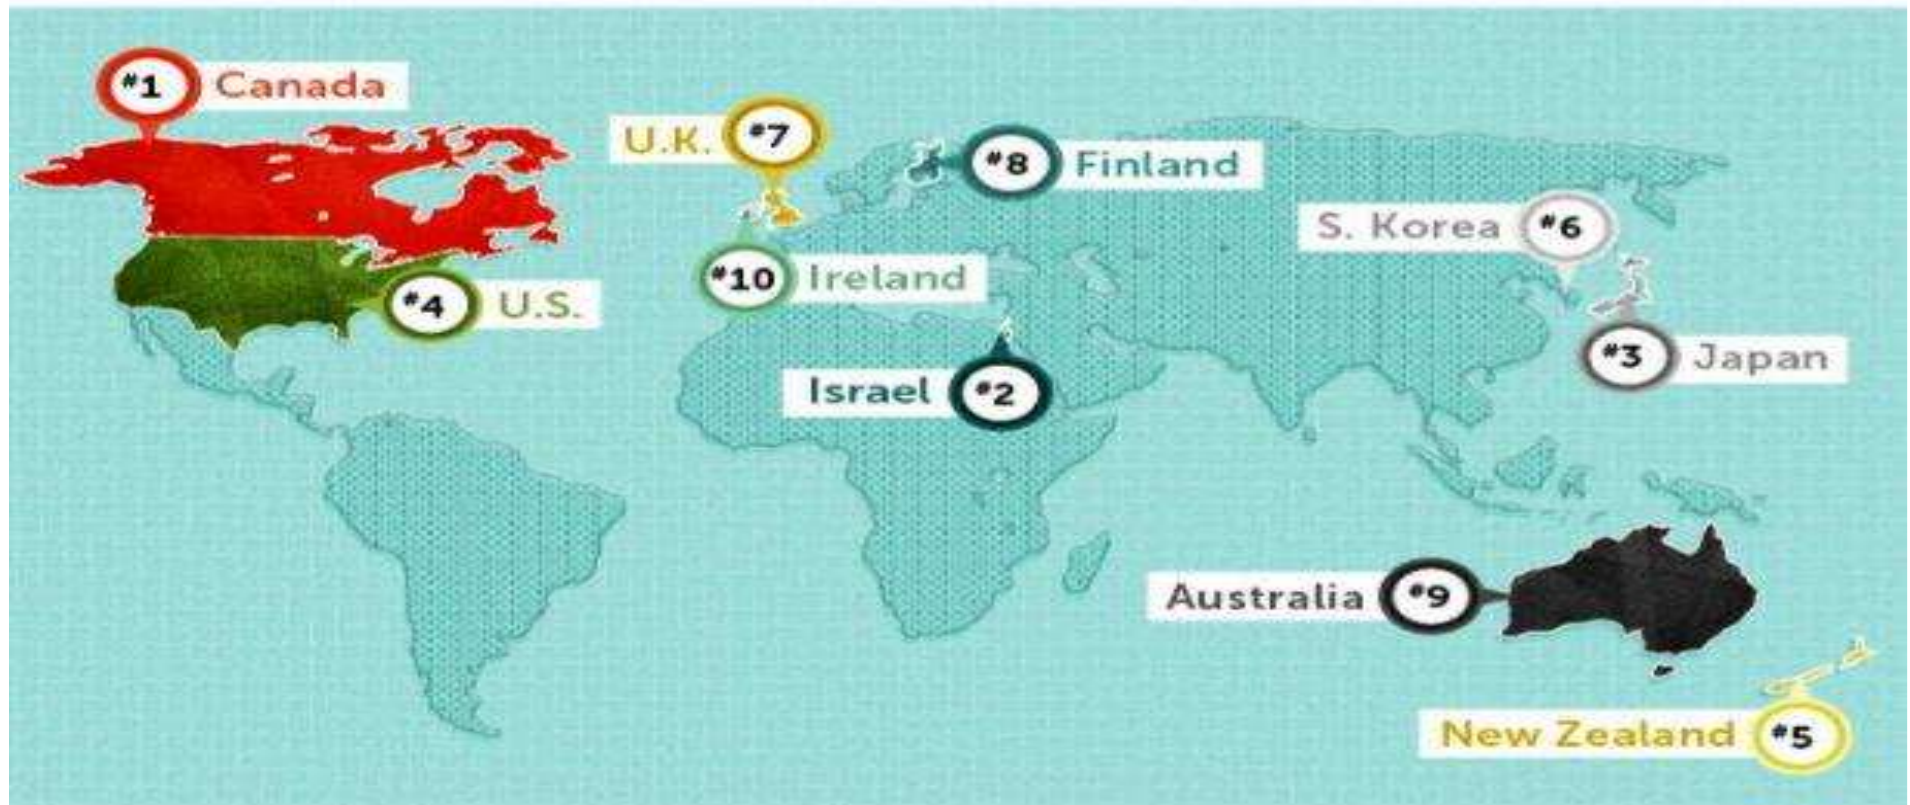 #1 Canada
U.K. #7
#8 Finland
S. Korea #6
#10 Ireland
#4 U.S.
#3 Japan
Israel #2
Australia #9
New Zealand #5